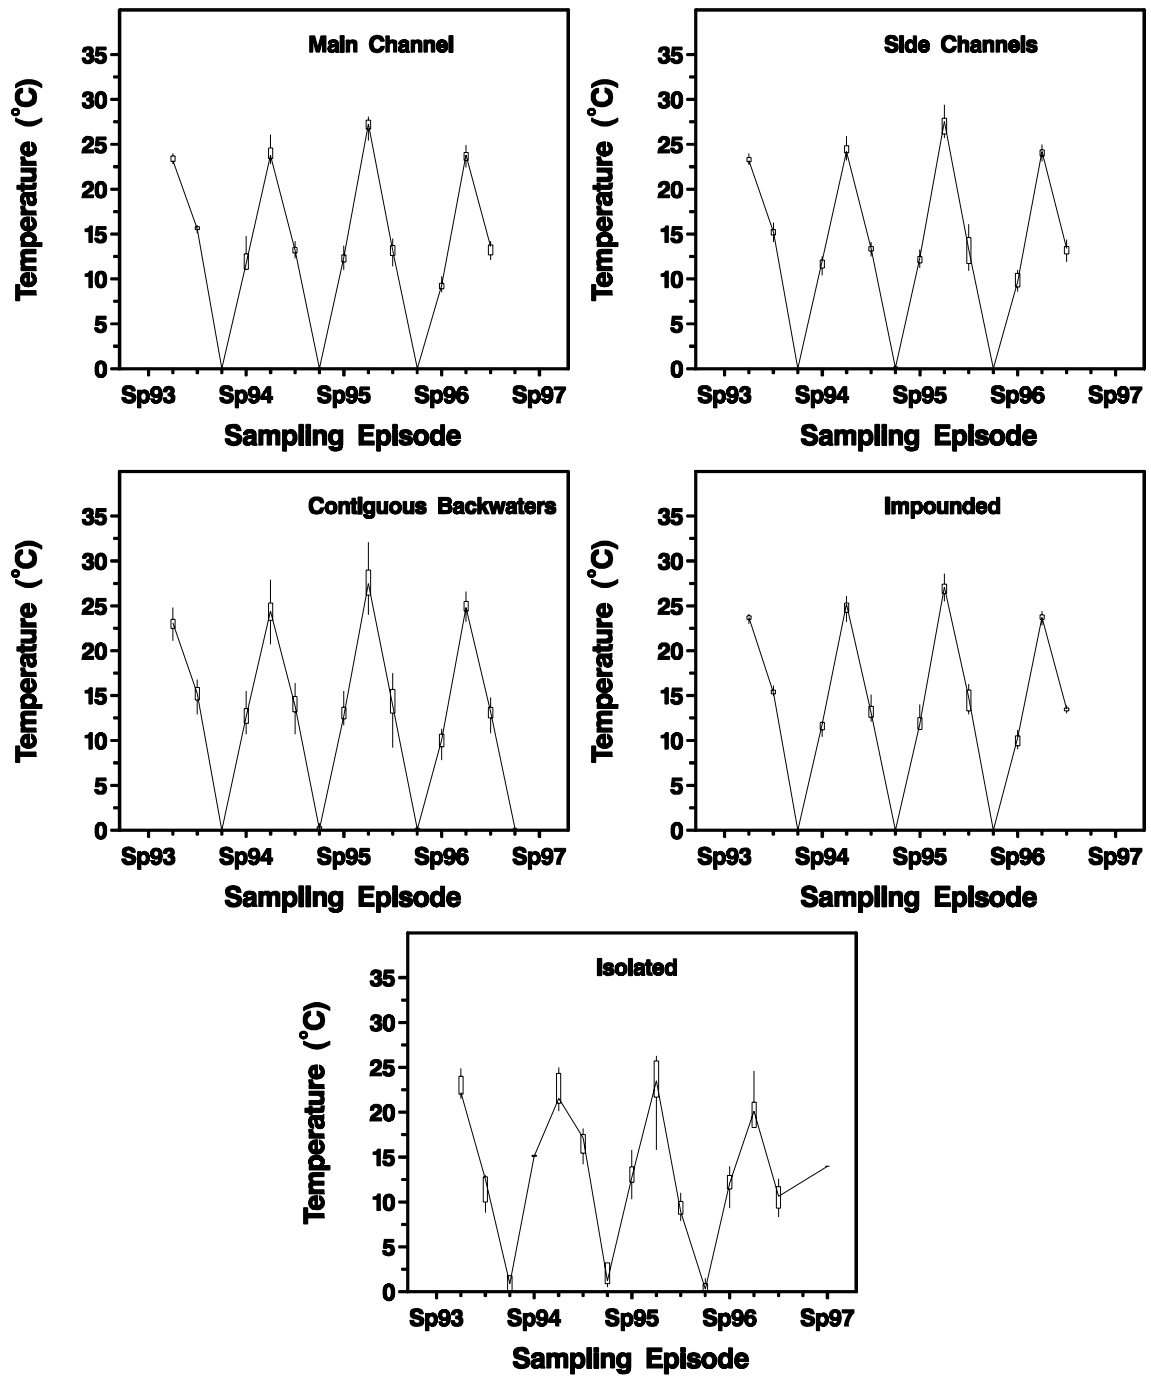 Main Channel
Temperature (°C)
35
30
25
20
15
10
5
0
Sp93 Sp94 Sp95 Sp96 Sp97
Sampling Episode
Side Channels
Temperature (°C)
35
30
25
20
15
10
5
0
Sp93 Sp94 Sp95 Sp96 Sp97
Sampling Episode
Contiguous Backwaters
Temperature (°C)
35
30
25
20
15
10
5
0
Sp93 Sp94 Sp95 Sp96 Sp97
Sampling Episode
Impounded
Temperature (°C)
35
30
25
20
15
10
5
0
Sp93 Sp94 Sp95 Sp96 Sp97
Sampling Episode
Isolated
Temperature (°C)
35
30
25
20
15
10
5
0
Sp93 Sp94 Sp95 Sp96 Sp97
Sampling Episode